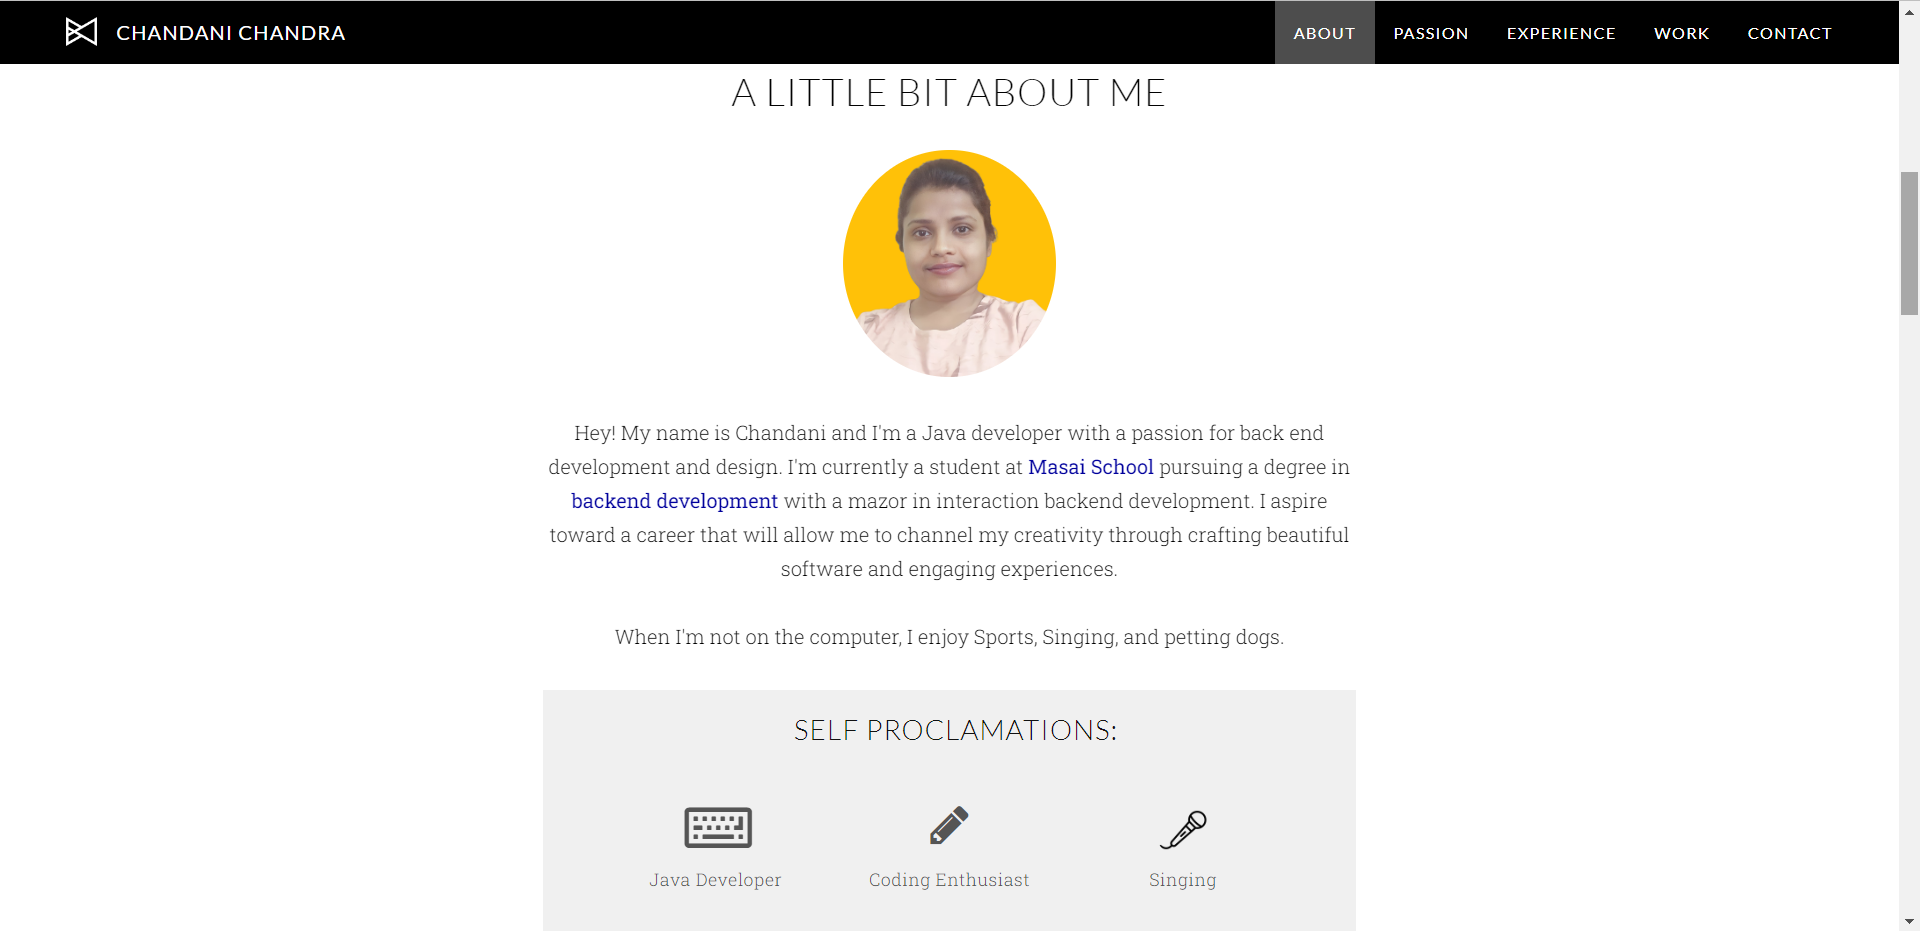 CHANDANI CHANDRA
ABOUT PASSION EXPERIENCE WORK CONTACT
A LITTLE BIT ABOUT ME
Hey! My name is Chandani and I'm a Java developer with a passion for back end
development and design. I'm currently a student at Masai School pursuing a degree in
backend development with a mazor in interaction backend development. I aspire
toward a career that will allow me to channel my creativity through crafting beautiful
software and engaging experiences.
When I'm not on the computer, I enjoy Sports, Singing, and petting dogs.
SELF PROCLAMATIONS:
Java Developer Coding Enthusiast Singing